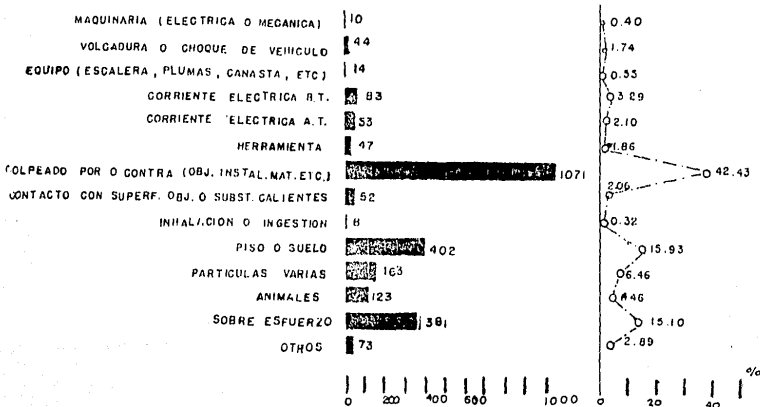 MAQUINARIA (ELECTRICA O MECANICA) 10 0.40
VOLCADURA O CHOQUE DE VEHICULO 44 1.74
EQUIPO (ESCALERA, PLUMAS, CANASTA, ETC) 14 0.55
CORRIENTE ELECTRICA B.T. 83 3.29
CORRIENTE ELECTRICA A.T. 53 2.10
HERRAMIENTA 47 1.86
GOLPEADO POR O CONTRA (OBJ. INSTAL. MAT. ETC.) 1071 42.43
CONTACTO CON SUPERF. OBJ. O SUBST. CALIENTES 52 2.06
INHALACION O INGESTION 8 0.32
PISO O SUELO 402 15.93
PARTICULAS VARIAS 163 6.46
ANIMALES 123 4.46
SOBRE ESFUERZO 381 15.10
OTROS 73 2.89
%
0 200 400 500 1000 0 20 40